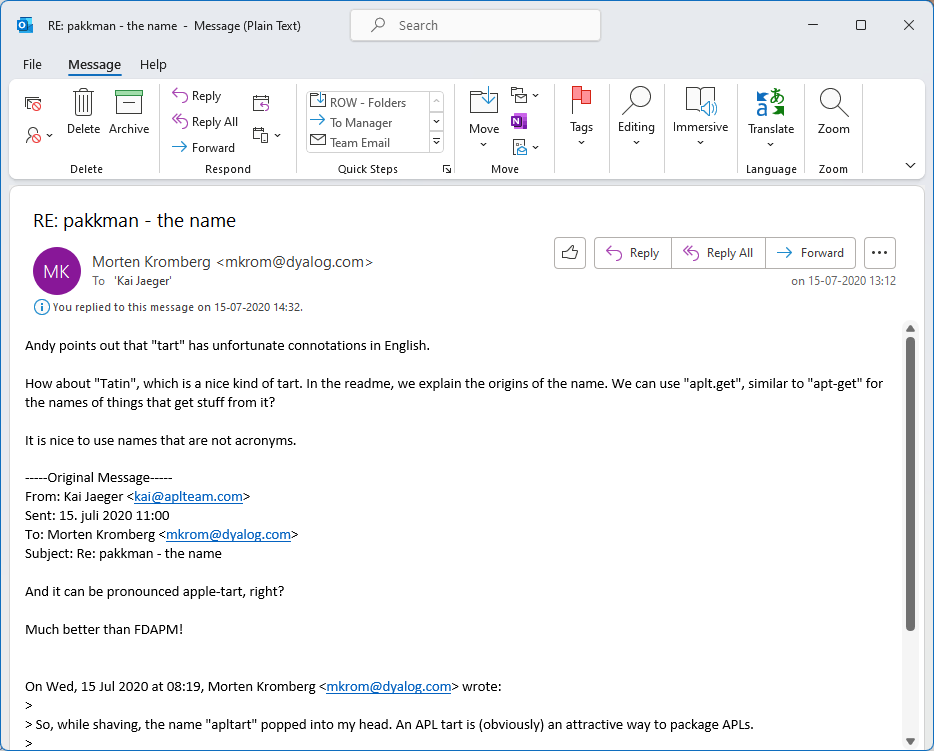 RE: pakkman - the name - Message (Plain Text)
Search
File Message Help
Delete
Archive
Reply
Reply All
Forward
ROW - Folders
To Manager
Team Email
Move
Tags
Editing
Immersive
Translate
Zoom
Delete
Respond
Quick Steps
Move
Language
Zoom
RE: pakkman - the name
MK
Morten Kromberg <mkrom@dyalog.com>
To 'Kai Jaeger'
Reply
Reply All
Forward
on 15-07-2020 13:12
You replied to this message on 15-07-2020 14:32.
Andy points out that "tart" has unfortunate connotations in English.
How about "Tatin", which is a nice kind of tart. In the readme, we explain the origins of the name. We can use "aplt.get", similar to "apt-get" for
the names of things that get stuff from it?
It is nice to use names that are not acronyms.
-----Original Message-----
From: Kai Jaeger <kai@aplteam.com>
Sent: 15. juli 2020 11:00
To: Morten Kromberg <mkrom@dyalog.com>
Subject: Re: pakkman - the name
And it can be pronounced apple-tart, right?
Much better than FDAPM!
On Wed, 15 Jul 2020 at 08:19, Morten Kromberg <mkrom@dyalog.com> wrote:
>
> So, while shaving, the name "apltart" popped into my head. An APL tart is (obviously) an attractive way to package APLs.
>